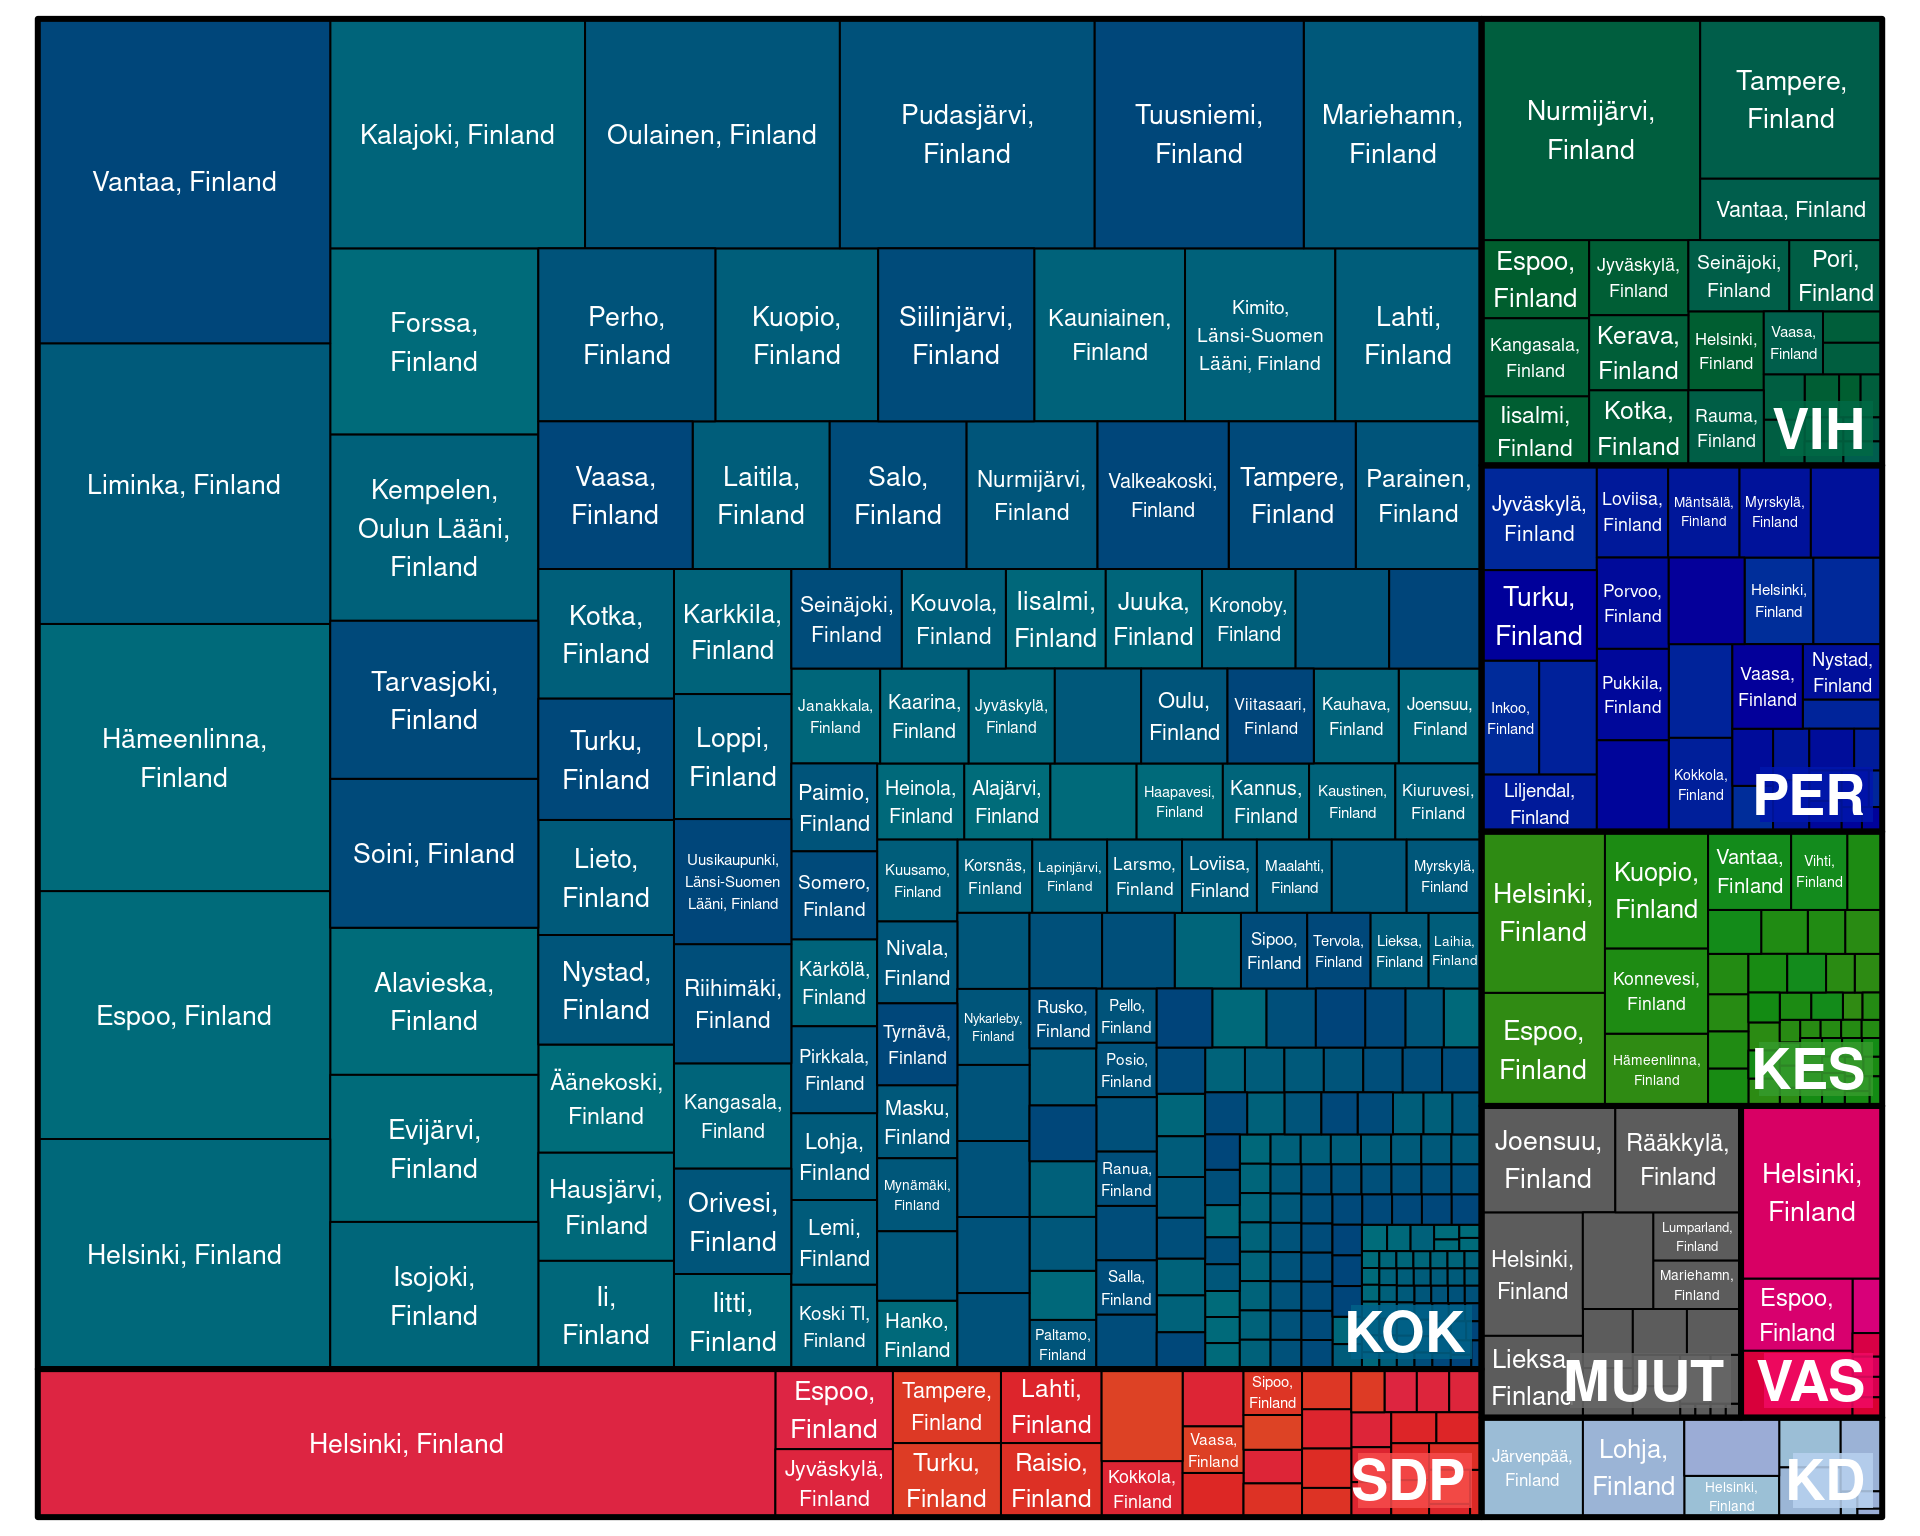 Vantaa, Finland
Liminka, Finland
Hämeenlinna,
Finland
Espoo, Finland
Helsinki, Finland
Kalajoki, Finland
Oulainen, Finland
Pudasjärvi,
Finland
Tuusniemi,
Finland
Mariehamn,
Finland
Forssa,
Finland
Kempelen,
Oulun Lääni,
Finland
Tarvasjoki,
Finland
Soini, Finland
Alavieska,
Finland
Evijärvi,
Finland
Isojoki,
Finland
Perho,
Finland
Kuopio,
Finland
Siilinjärvi,
Finland
Kauniainen,
Finland
Kimito,
Länsi-Suomen
Lääni, Finland
Lahti,
Finland
Vaasa,
Finland
Laitila,
Finland
Salo,
Finland
Nurmijärvi,
Finland
Valkeakoski,
Finland
Tampere,
Finland
Parainen,
Finland
Kotka,
Finland
Turku,
Finland
Lieto,
Finland
Nystad,
Finland
Äänekoski,
Finland
Hausjärvi,
Finland
Ii,
Finland
Karkkila,
Finland
Loppi,
Finland
Uusikaupunki,
Länsi-Suomen
Lääni, Finland
Riihimäki,
Finland
Kangasala,
Finland
Orivesi,
Finland
Iitti,
Finland
Seinäjoki,
Finland
Kouvola,
Finland
Iisalmi,
Finland
Juuka,
Finland
Kronoby,
Finland
Janakkala,
Finland
Kaarina,
Finland
Jyväskylä,
Finland
Oulu,
Finland
Viitasaari,
Finland
Kauhava,
Finland
Joensuu,
Finland
Paimio,
Finland
Somero,
Finland
Kärkölä,
Finland
Pirkkala,
Finland
Lohja,
Finland
Lemi,
Finland
Koski Tl,
Finland
Heinola,
Finland
Alajärvi,
Finland
Haapavesi,
Finland
Kannus,
Finland
Kaustinen,
Finland
Kiuruvesi,
Finland
Kuusamo,
Finland
Nivala,
Finland
Tyrnävä,
Finland
Masku,
Finland
Mynämäki,
Finland
Hanko,
Finland
Korsnäs,
Finland
Lapinjärvi,
Finland
Larsmo,
Finland
Loviisa,
Finland
Maalahti,
Finland
Myrskylä,
Finland
Sipoo,
Finland
Tervola,
Finland
Lieksa,
Finland
Laihia,
Finland
Nykarleby,
Finland
Rusko,
Finland
Pello,
Finland
Posio,
Finland
Ranua,
Finland
Salla,
Finland
Paltamo,
Finland
KOK
Nurmijärvi,
Finland
Tampere,
Finland
Vantaa, Finland
Espoo,
Finland
Jyväskylä,
Finland
Seinäjoki,
Finland
Pori,
Finland
Kangasala,
Finland
Kerava,
Finland
Helsinki,
Finland
Vaasa,
Finland
Iisalmi,
Finland
Kotka,
Finland
Rauma,
Finland
VIH
Jyväskylä,
Finland
Loviisa,
Finland
Mäntsälä,
Finland
Myrskylä,
Finland
Turku,
Finland
Porvoo,
Finland
Helsinki,
Finland
Inkoo,
Finland
Pukkila,
Finland
Vaasa,
Finland
Nystad,
Finland
Liljendal,
Finland
Kokkola,
Finland
PER
Helsinki,
Finland
Kuopio,
Finland
Vantaa,
Finland
Vihti,
Finland
Espoo,
Finland
Konnevesi,
Finland
Hämeenlinna,
Finland
KES
Joensuu,
Finland
Rääkkylä,
Finland
Helsinki,
Finland
Lumparland,
Finland
Mariehamn,
Finland
Lieksa,
Finland
MUUT
Helsinki,
Finland
Espoo,
Finland
VAS
Helsinki, Finland
Espoo,
Finland
Jyväskylä,
Finland
Tampere,
Finland
Turku,
Finland
Lahti,
Finland
Raisio,
Finland
Kokkola,
Finland
Vaasa,
Finland
Sipoo,
Finland
SDP
Järvenpää,
Finland
Lohja,
Finland
Helsinki,
Finland
KD